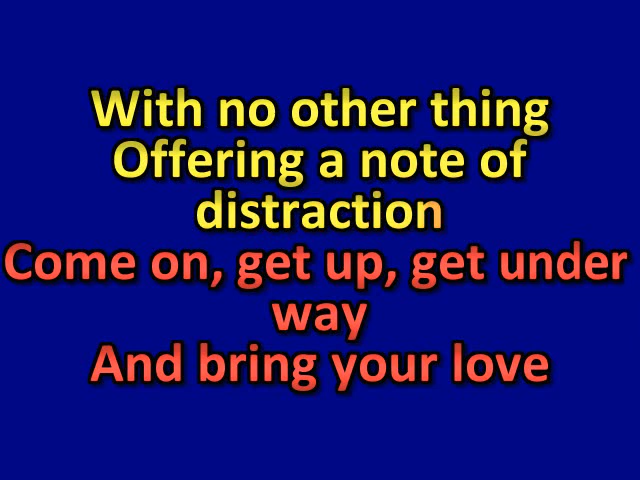 With no other thing
Offering a note of
distraction
Come on, get up, get under
way
And bring your love